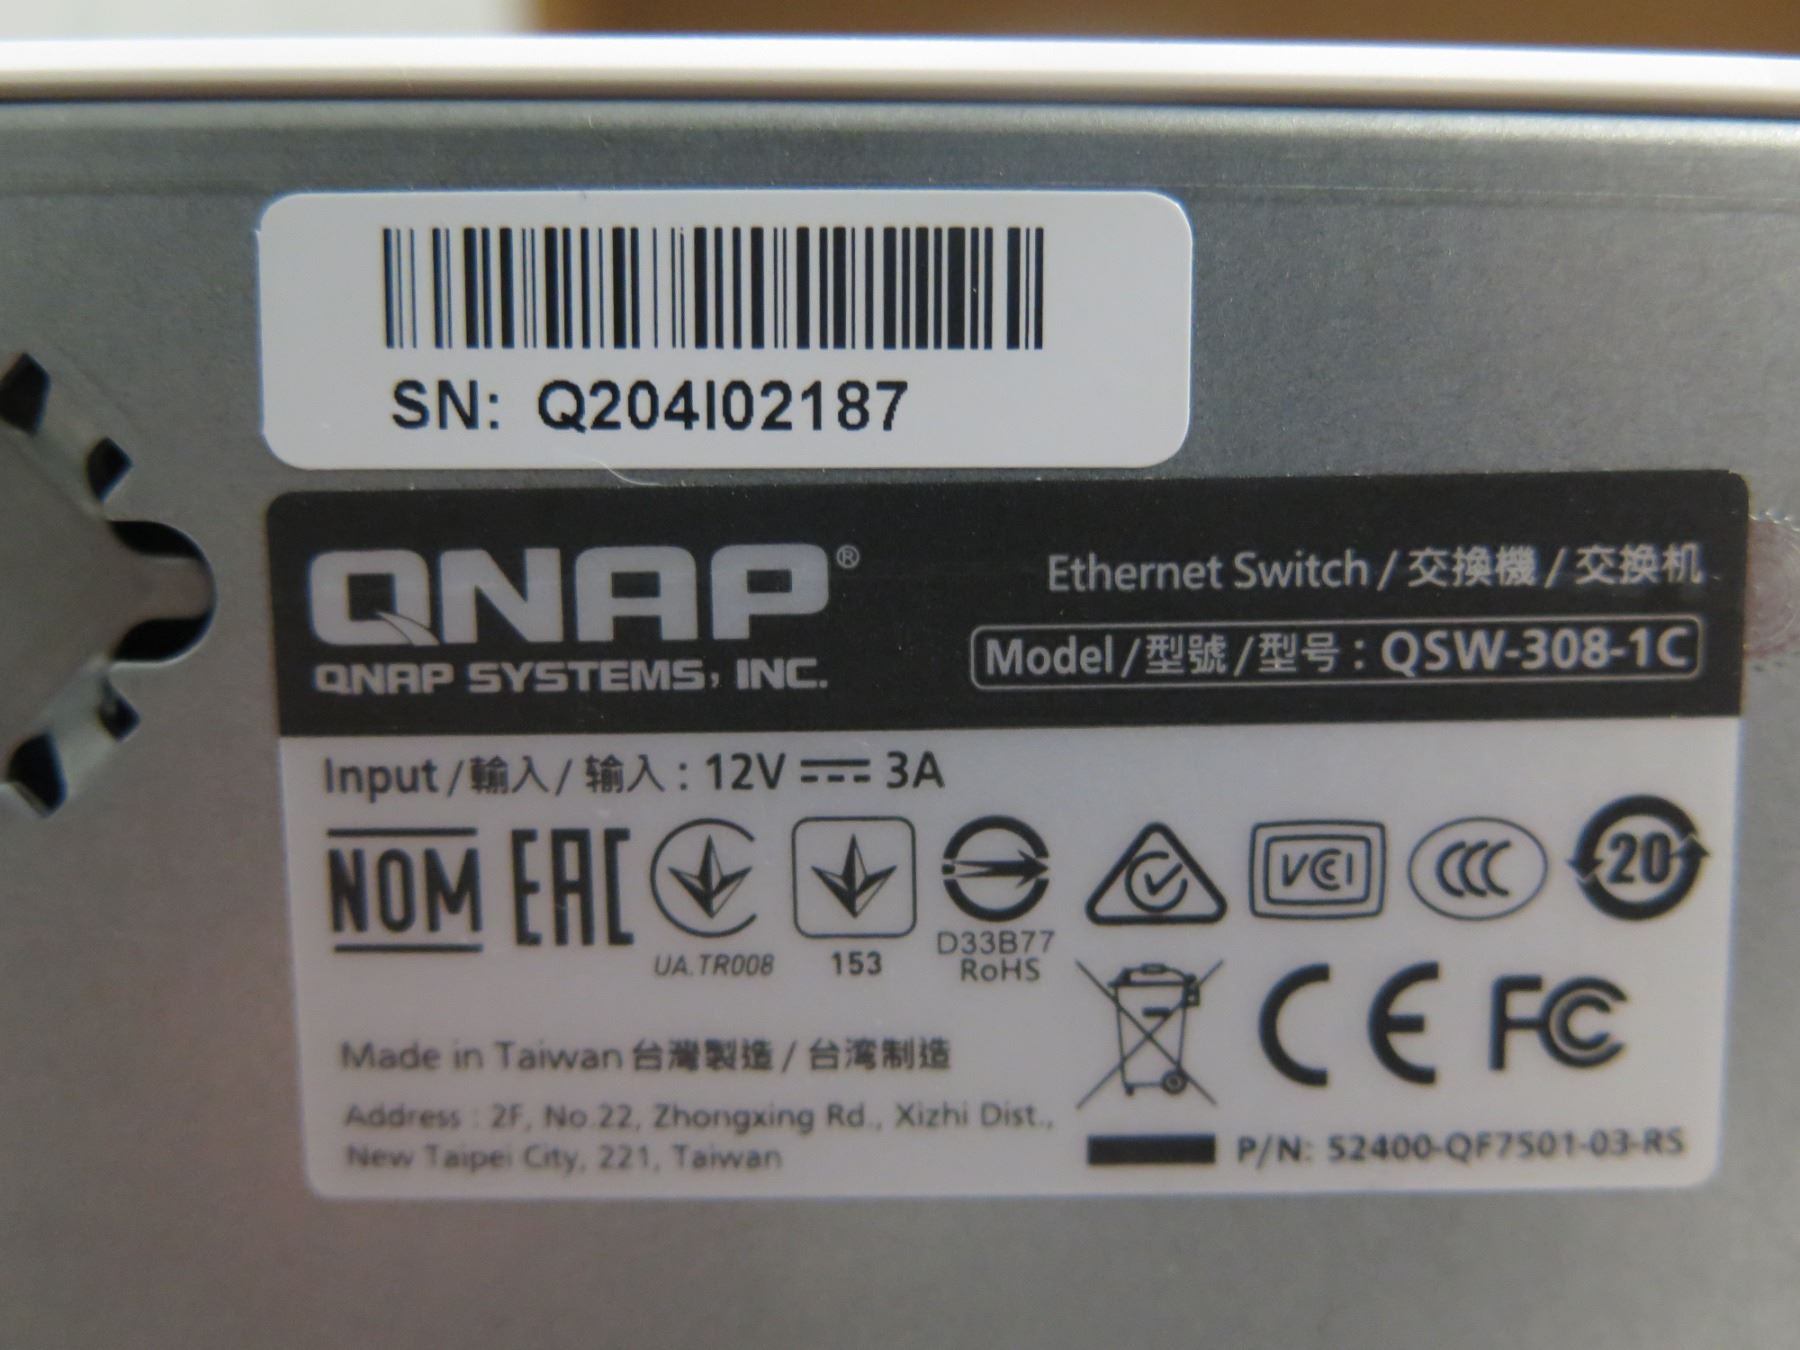 SN: Q204I02187
QNAP®
QNAP SYSTEMS, INC.
Ethernet Switch / 交換機 / 交换机
Model / 型號 / 型号 : QSW-308-1C
Input / 輸入 / 输入 : 12V 3A
NOM EAC VCCI CCC 20
UA.TR008 153 D33B77
RoHS
CE FC
Made in Taiwan 台灣製造 / 台湾制造
Address : 2F, No.22, Zhongxing Rd., Xizhi Dist.,
New Taipei City, 221, Taiwan
P/N: 52400-QF7501-03-RS